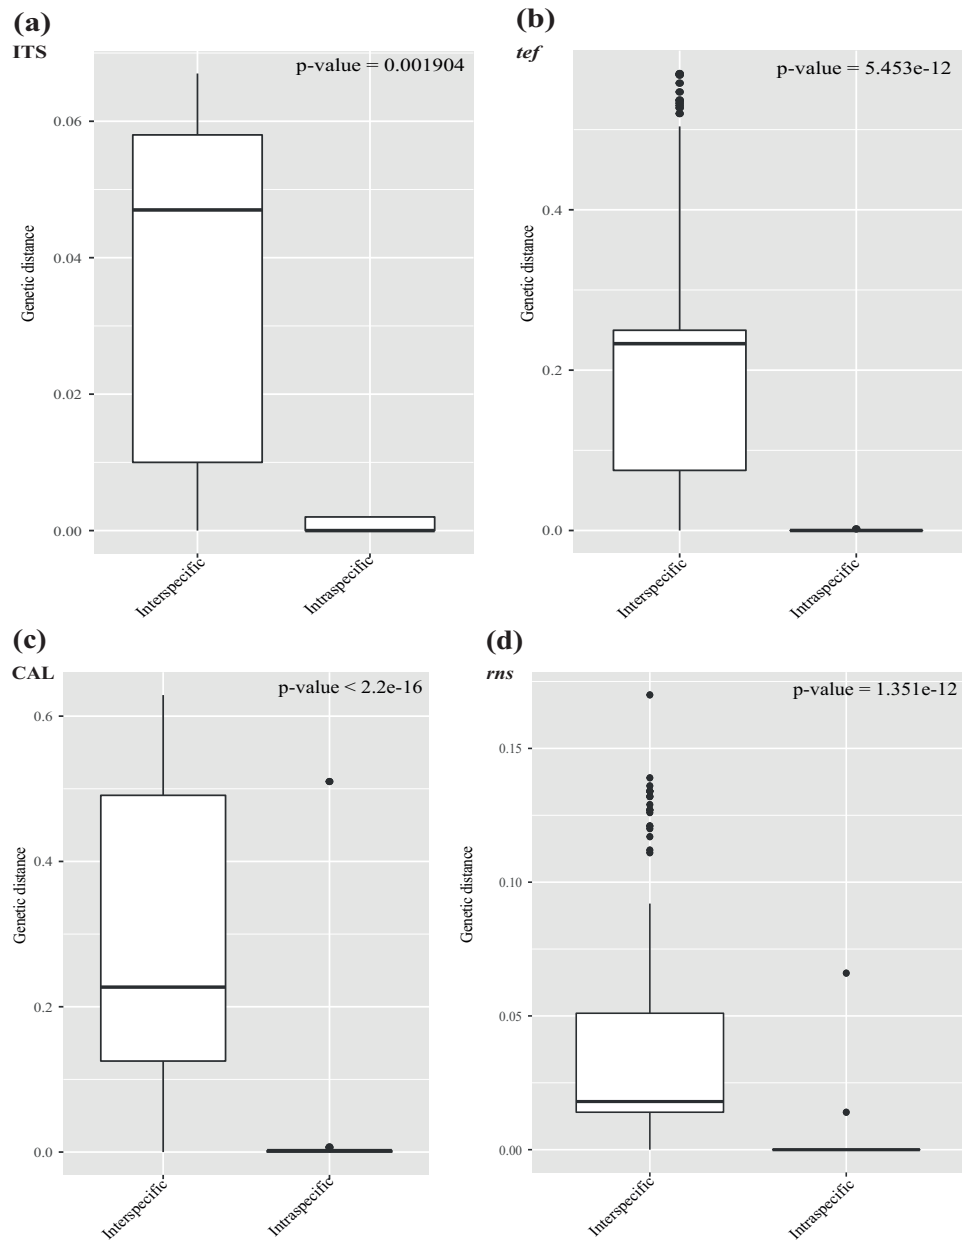 (a)
ITS
p-value = 0.001904
0.06
0.04
0.02
0.00
Genetic distance
Interspecific
Intraspecific
(b)
tef
p-value = 5.453e-12
0.4
0.2
0.0
Genetic distance
Interspecific
Intraspecific
(c)
CAL
p-value < 2.2e-16
0.6
0.4
0.2
0.0
Genetic distance
Interspecific
Intraspecific
(d)
rns
p-value = 1.351e-12
0.15
0.10
0.05
0.00
Genetic distance
Interspecific
Intraspecific